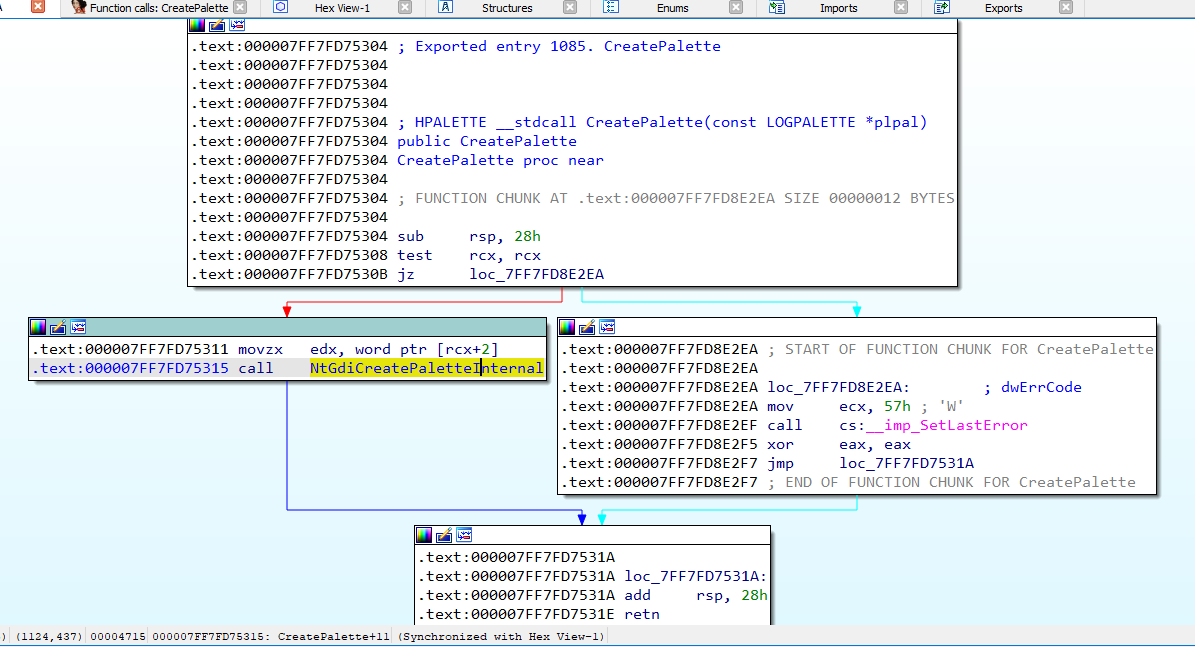 Function calls: CreatePalette Hex View-1 Structures Enums Imports Exports
.text:000007FF7FD75304 ; Exported entry 1085. CreatePalette
.text:000007FF7FD75304
.text:000007FF7FD75304
.text:000007FF7FD75304
.text:000007FF7FD75304 ; HPALETTE __stdcall CreatePalette(const LOGPALETTE *plpal)
.text:000007FF7FD75304 public CreatePalette
.text:000007FF7FD75304 CreatePalette proc near
.text:000007FF7FD75304
.text:000007FF7FD75304 ; FUNCTION CHUNK AT .text:000007FF7FD8E2EA SIZE 00000012 BYTES
.text:000007FF7FD75304
.text:000007FF7FD75304 sub rsp, 28h
.text:000007FF7FD75308 test rcx, rcx
.text:000007FF7FD7530B jz loc_7FF7FD8E2EA
.text:000007FF7FD75311 movzx edx, word ptr [rcx+2]
.text:000007FF7FD75315 call NtGdiCreatePaletteInternal
.text:000007FF7FD8E2EA ; START OF FUNCTION CHUNK FOR CreatePalette
.text:000007FF7FD8E2EA
.text:000007FF7FD8E2EA loc_7FF7FD8E2EA: ; dwErrCode
.text:000007FF7FD8E2EA mov ecx, 57h ; 'W'
.text:000007FF7FD8E2EF call cs:__imp_SetLastError
.text:000007FF7FD8E2F5 xor eax, eax
.text:000007FF7FD8E2F7 jmp loc_7FF7FD7531A
.text:000007FF7FD8E2F7 ; END OF FUNCTION CHUNK FOR CreatePalette
.text:000007FF7FD7531A
.text:000007FF7FD7531A loc_7FF7FD7531A:
.text:000007FF7FD7531A add rsp, 28h
.text:000007FF7FD7531E retn
) (1124,437) 00004715 000007FF7FD75315: CreatePalette+11 (Synchronized with Hex View-1)